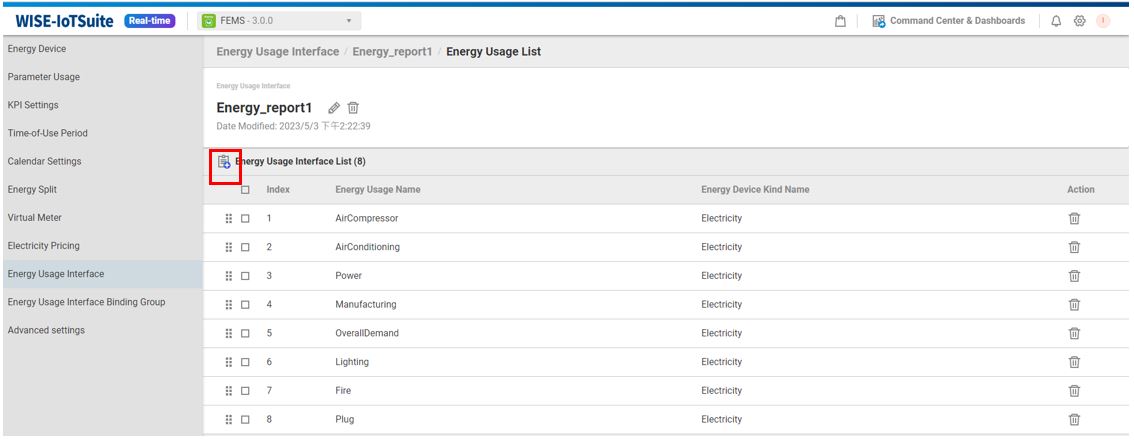 WISE-IoTSuite Real-time FEMS - 3.0.0 Command Center & Dashboards I
Energy Device
Parameter Usage
KPI Settings
Time-of-Use Period
Calendar Settings
Energy Split
Virtual Meter
Electricity Pricing
Energy Usage Interface
Energy Usage Interface Binding Group
Advanced settings
Energy Usage Interface / Energy_report1 / Energy Usage List
Energy Usage Interface
Energy_report1
Date Modified: 2023/5/3 下午2:22:39
Energy Usage Interface List (8)
Index Energy Usage Name Energy Device Kind Name Action
1 AirCompressor Electricity
2 AirConditioning Electricity
3 Power Electricity
4 Manufacturing Electricity
5 OverallDemand Electricity
6 Lighting Electricity
7 Fire Electricity
8 Plug Electricity